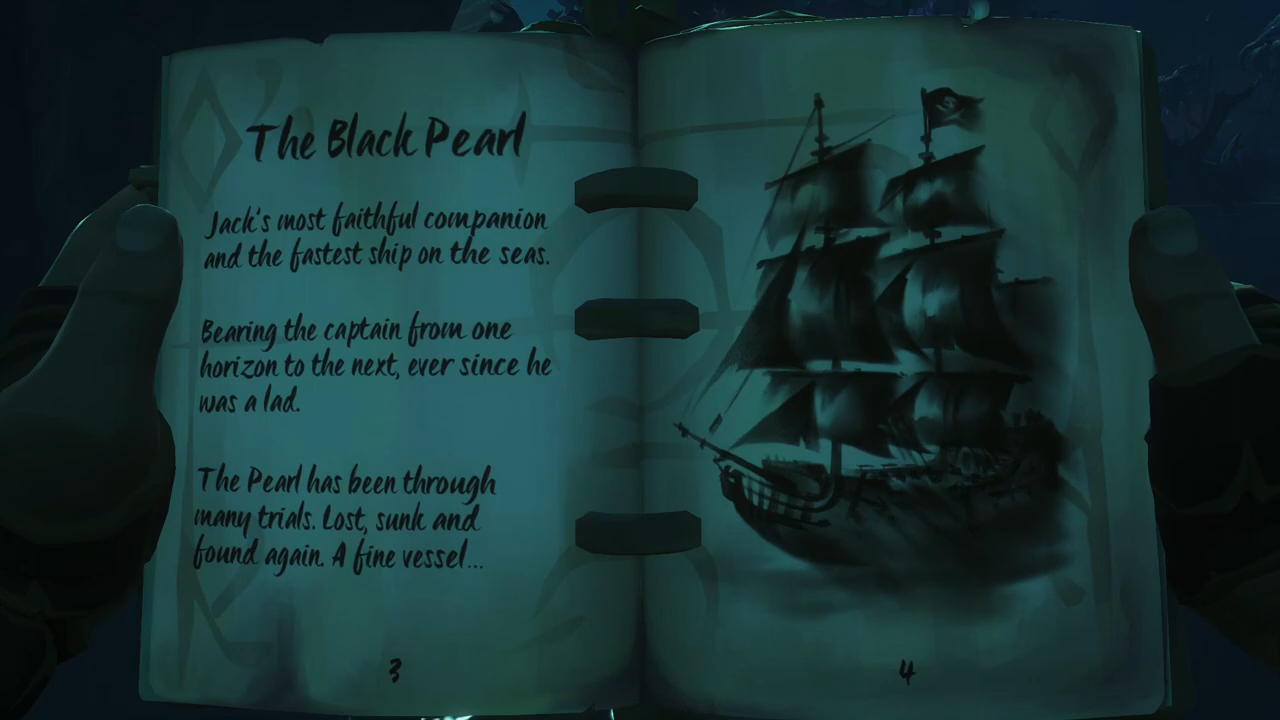 The Black Pearl
Jack's most faithful companion
and the fastest ship on the seas.
Bearing the captain from one
horizon to the next, ever since he
was a lad.
The Pearl has been through
many trials. Lost, sunk and
found again. A fine vessel...
3
4